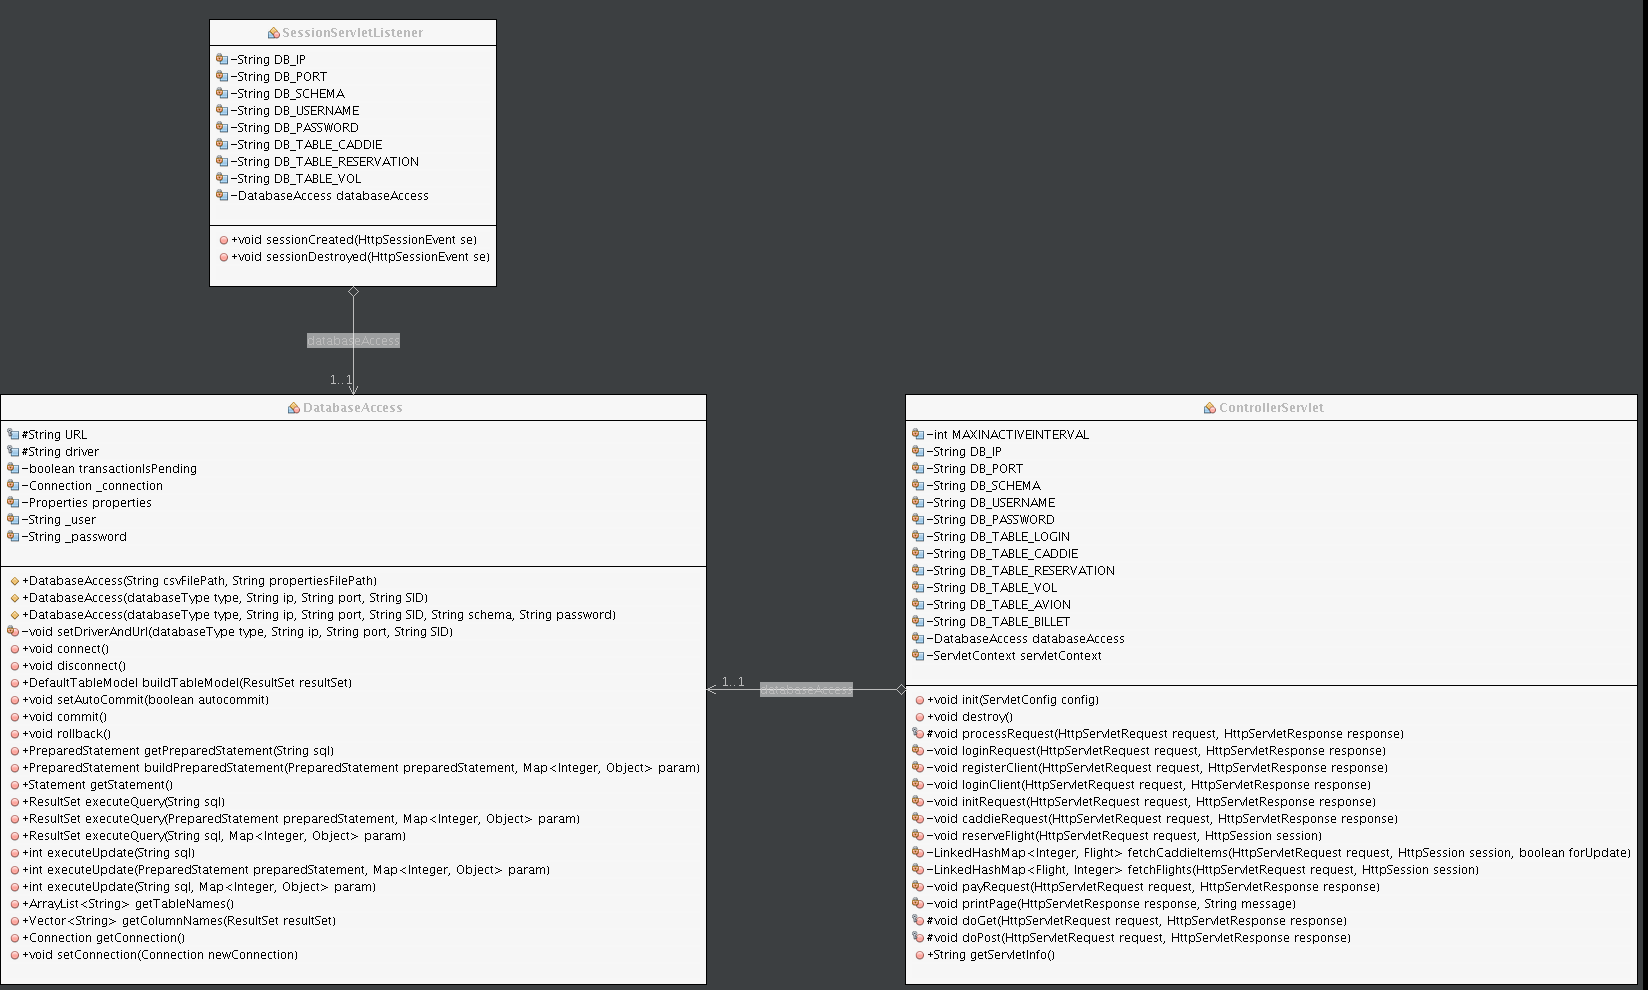 SessionServletListener
-String DB_IP
-String DB_PORT
-String DB_SCHEMA
-String DB_USERNAME
-String DB_PASSWORD
-String DB_TABLE_CADDIE
-String DB_TABLE_RESERVATION
-String DB_TABLE_VOL
-DatabaseAccess databaseAccess
+void sessionCreated(HttpSessionEvent se)
+void sessionDestroyed(HttpSessionEvent se)
databaseAccess
1..1
DatabaseAccess
#String URL
#String driver
-boolean transactionIsPending
-Connection _connection
-Properties properties
-String _user
-String _password
+DatabaseAccess(String csvFilePath, String propertiesFilePath)
+DatabaseAccess(databaseType type, String ip, String port, String SID)
+DatabaseAccess(databaseType type, String ip, String port, String SID, String schema, String password)
-void setDriverAndUrl(databaseType type, String ip, String port, String SID)
+void connect()
+void disconnect()
+DefaultTableModel buildTableModel(ResultSet resultSet)
+void setAutoCommit(boolean autocommit)
+void commit()
+void rollback()
+PreparedStatement getPreparedStatement(String sql)
+PreparedStatement buildPreparedStatement(PreparedStatement preparedStatement, Map<Integer, Object> param)
+Statement getStatement()
+ResultSet executeQuery(String sql)
+ResultSet executeQuery(PreparedStatement preparedStatement, Map<Integer, Object> param)
+ResultSet executeQuery(String sql, Map<Integer, Object> param)
+int executeUpdate(String sql)
+int executeUpdate(PreparedStatement preparedStatement, Map<Integer, Object> param)
+int executeUpdate(String sql, Map<Integer, Object> param)
+ArrayList<String> getTableNames()
+Vector<String> getColumnNames(ResultSet resultSet)
+Connection getConnection()
+void setConnection(Connection newConnection)
1..1
databaseAccess
ControllerServlet
-int MAXINACTIVEINTERVAL
-String DB_IP
-String DB_PORT
-String DB_SCHEMA
-String DB_USERNAME
-String DB_PASSWORD
-String DB_TABLE_LOGIN
-String DB_TABLE_CADDIE
-String DB_TABLE_RESERVATION
-String DB_TABLE_VOL
-String DB_TABLE_AVION
-String DB_TABLE_BILLET
-DatabaseAccess databaseAccess
-ServletContext servletContext
+void init(ServletConfig config)
+void destroy()
#void processRequest(HttpServletRequest request, HttpServletResponse response)
-void loginRequest(HttpServletRequest request, HttpServletResponse response)
-void registerClient(HttpServletRequest request, HttpServletResponse response)
-void loginClient(HttpServletRequest request, HttpServletResponse response)
-void initRequest(HttpServletRequest request, HttpServletResponse response)
-void caddieRequest(HttpServletRequest request, HttpServletResponse response)
-void reserveFlight(HttpServletRequest request, HttpSession session)
-LinkedHashMap<Integer, Flight> fetchCaddieItems(HttpServletRequest request, HttpSession session, boolean forUpdate)
-LinkedHashMap<Flight, Integer> fetchFlights(HttpServletRequest request, HttpSession session)
-void payRequest(HttpServletRequest request, HttpServletResponse response)
-void printPage(HttpServletResponse response, String message)
#void doGet(HttpServletRequest request, HttpServletResponse response)
#void doPost(HttpServletRequest request, HttpServletResponse response)
+String getServletInfo()